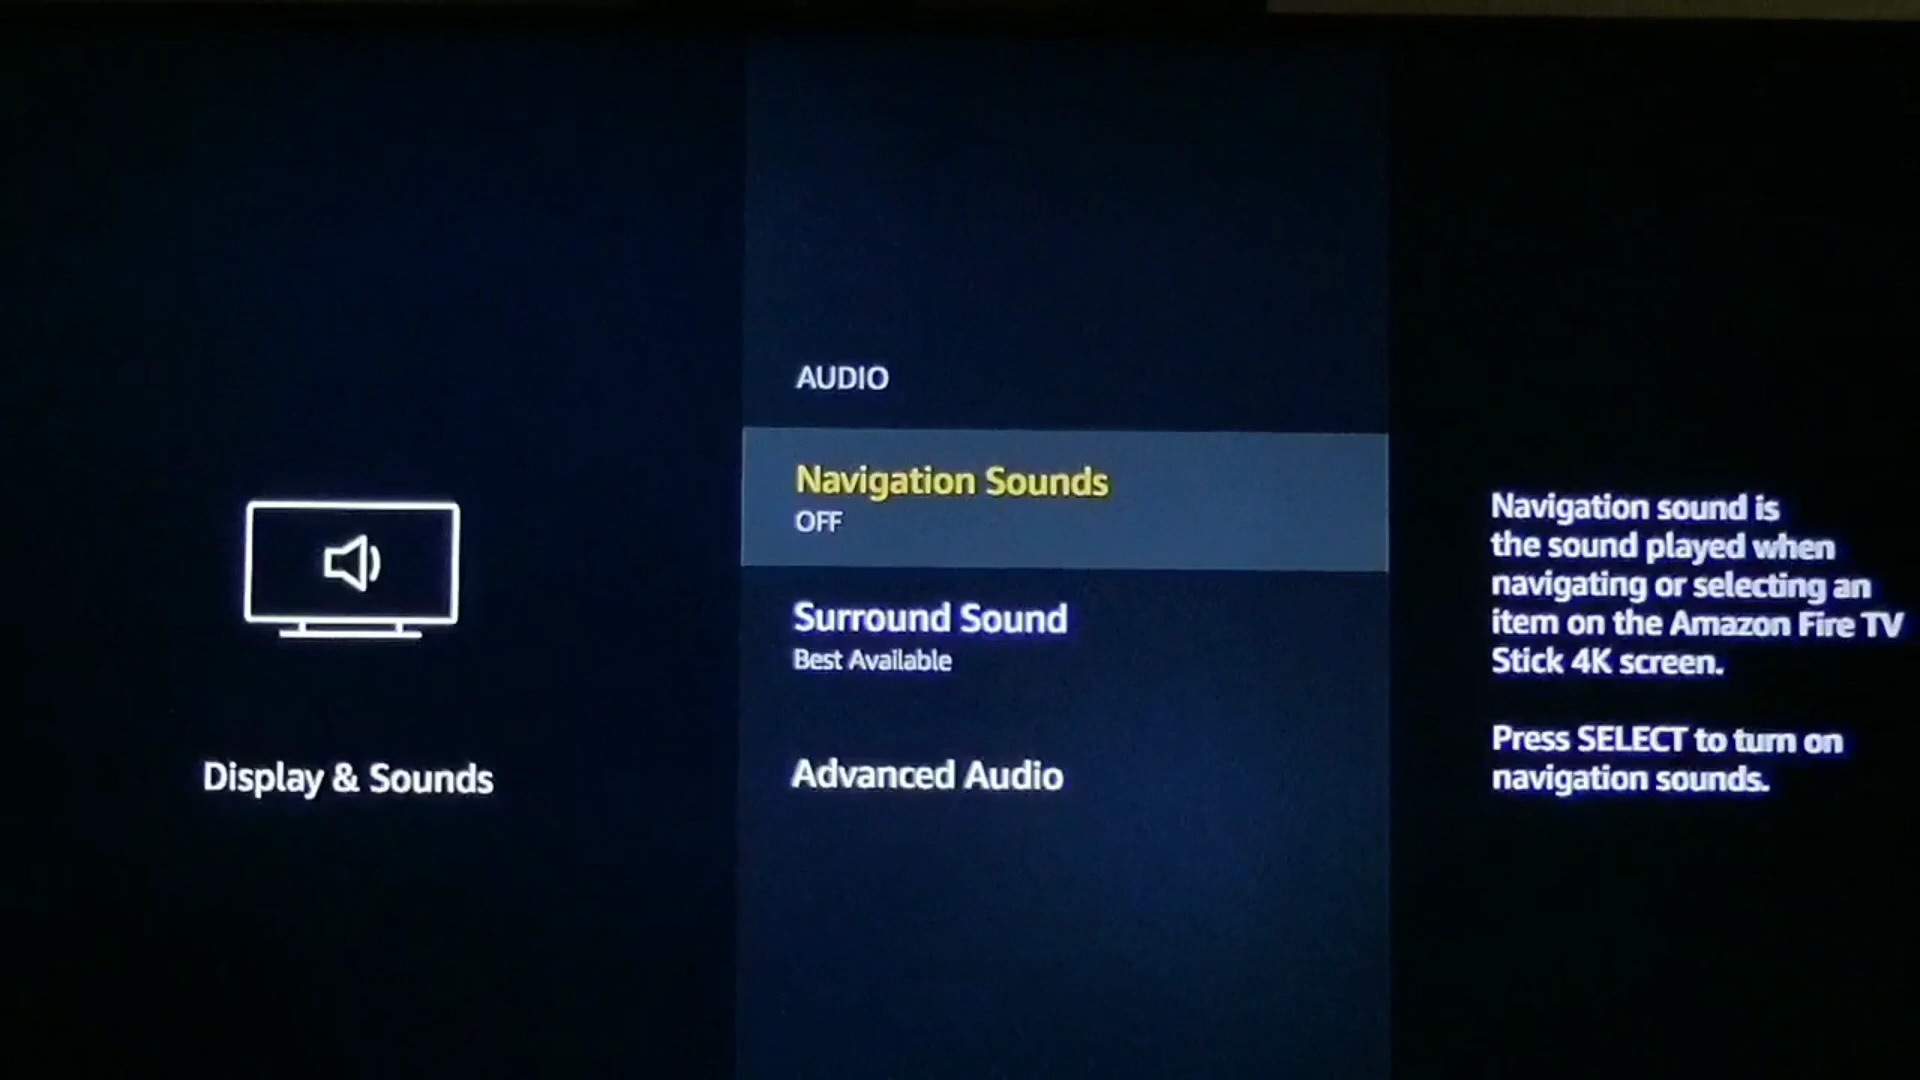 AUDIO
Navigation Sounds
OFF
Surround Sound
Best Available
Advanced Audio
Display & Sounds
Navigation sound is
the sound played when
navigating or selecting an
item on the Amazon Fire TV
Stick 4K screen.
Press SELECT to turn on
navigation sounds.